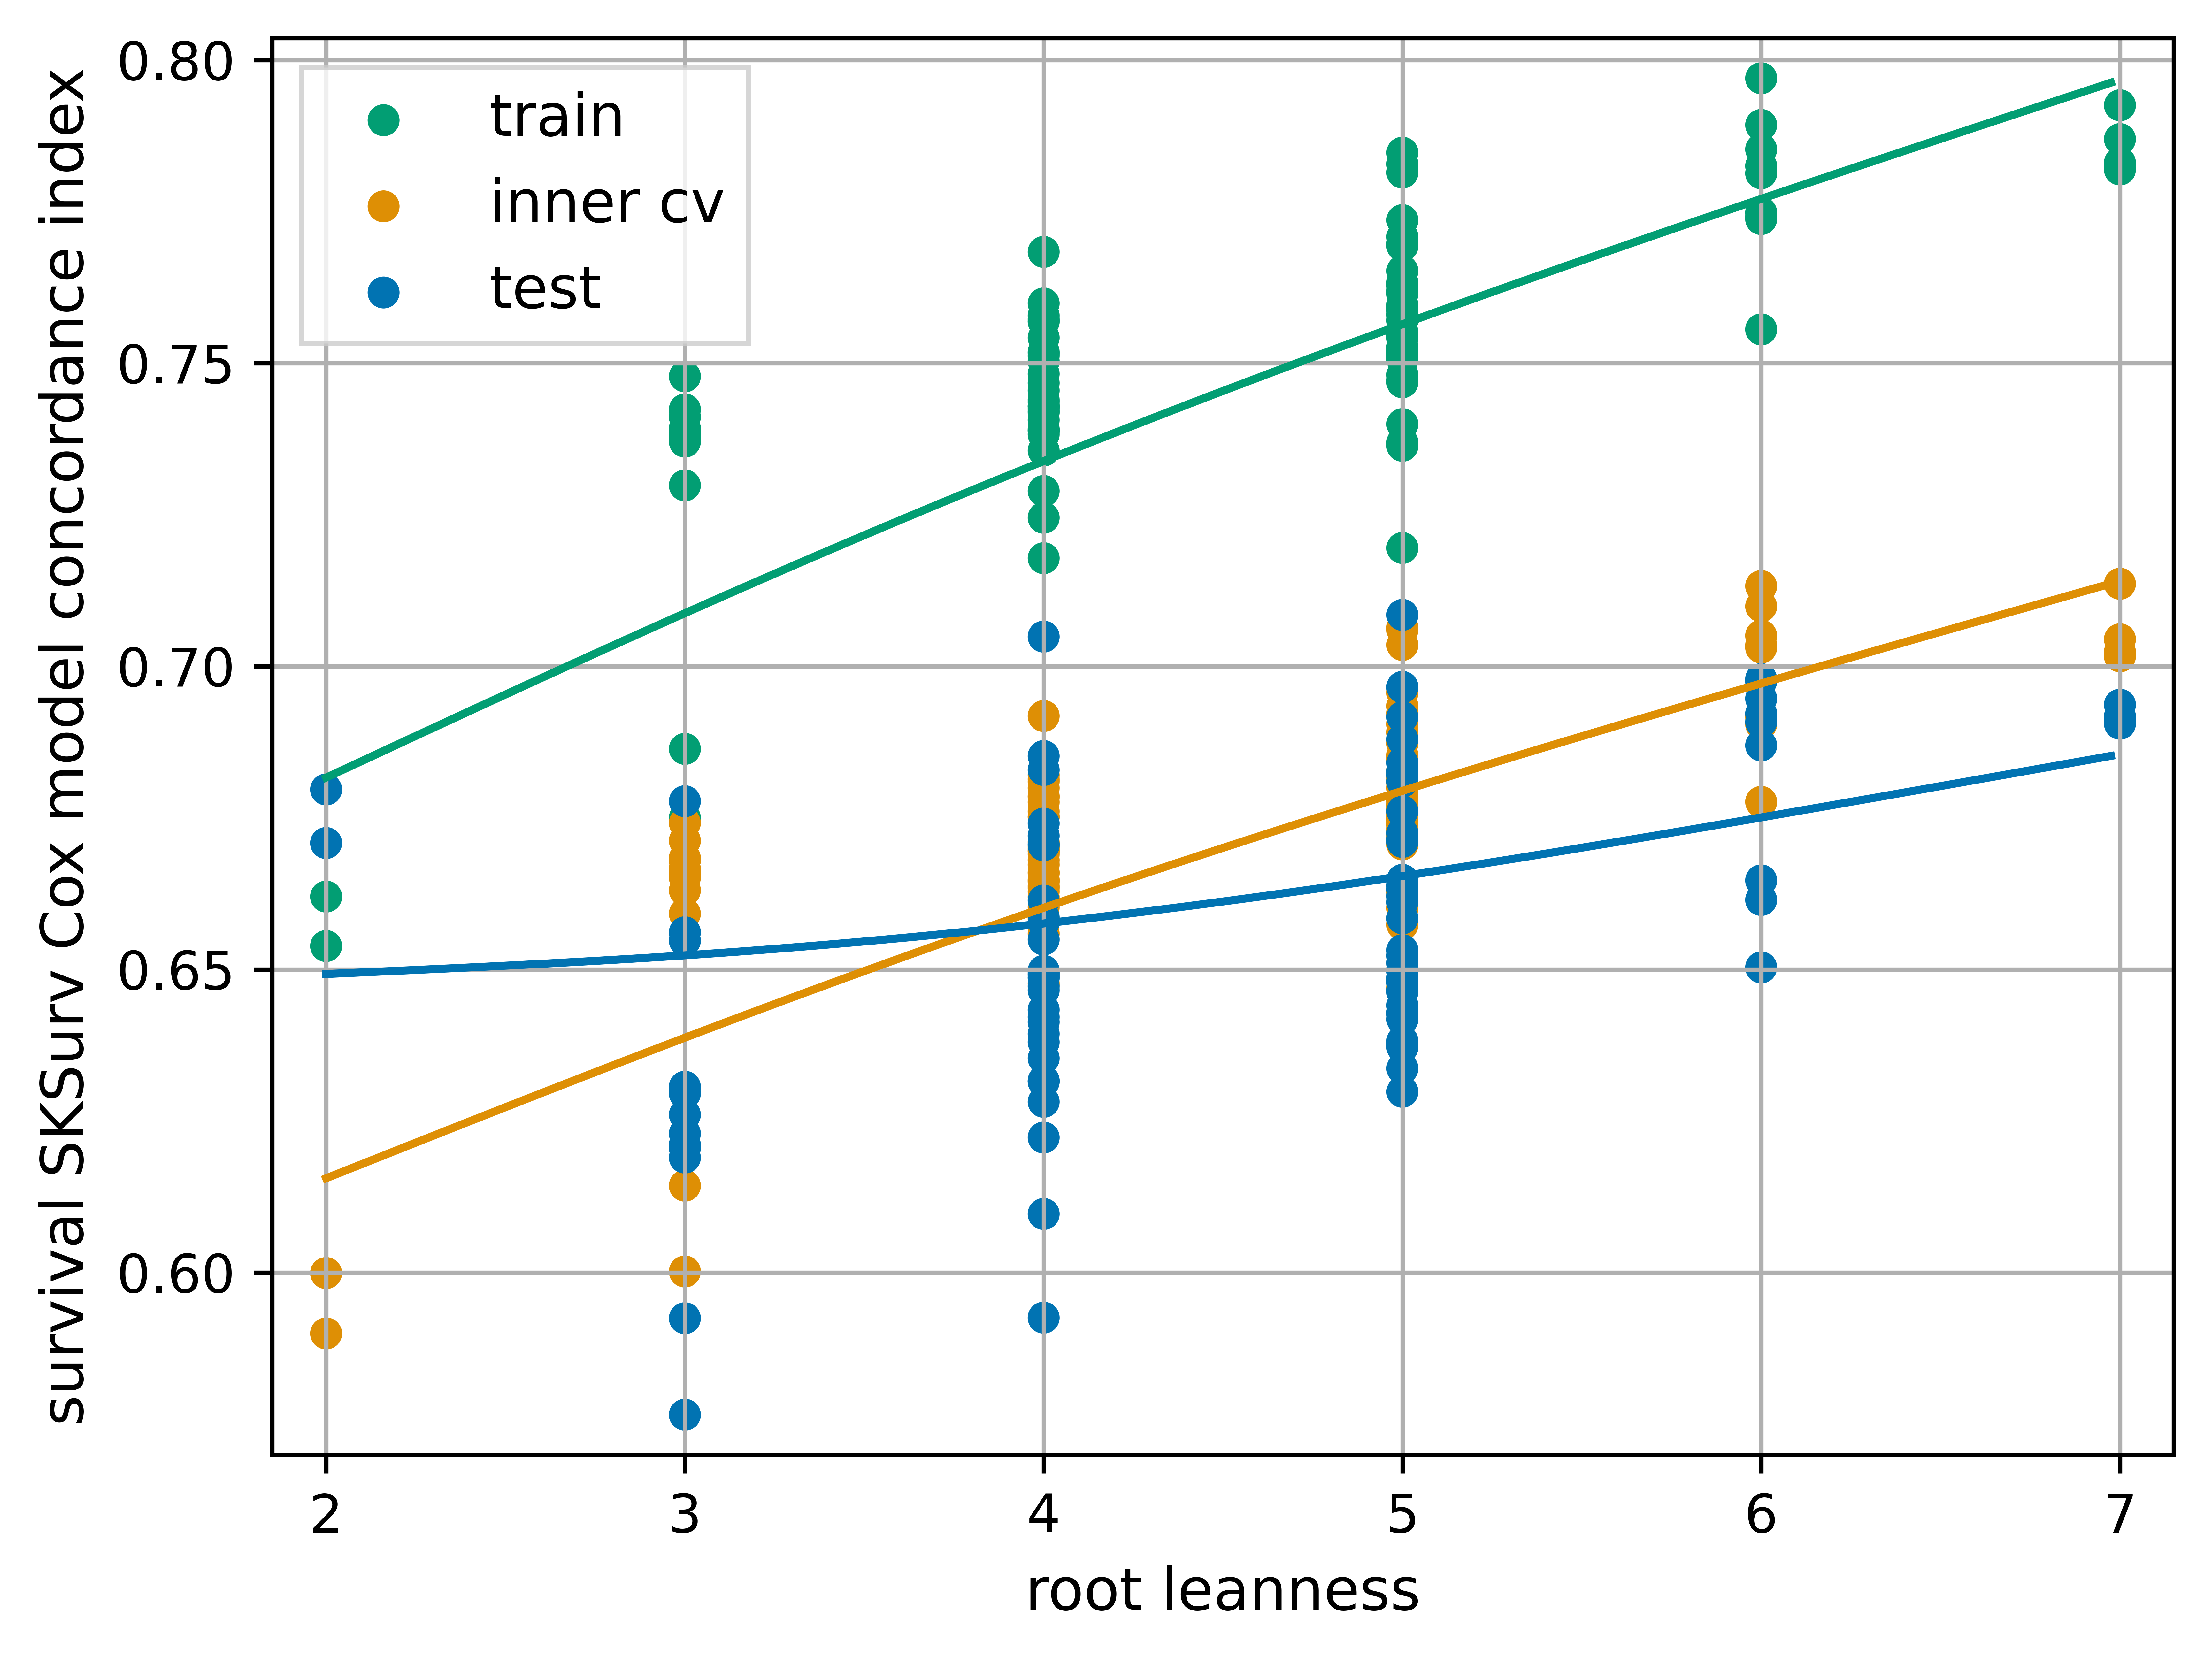 survival SKSurv Cox model concordance index
0.80
0.75
0.70
0.65
0.60
train
inner cv
test
2 3 4 5 6 7
root leanness